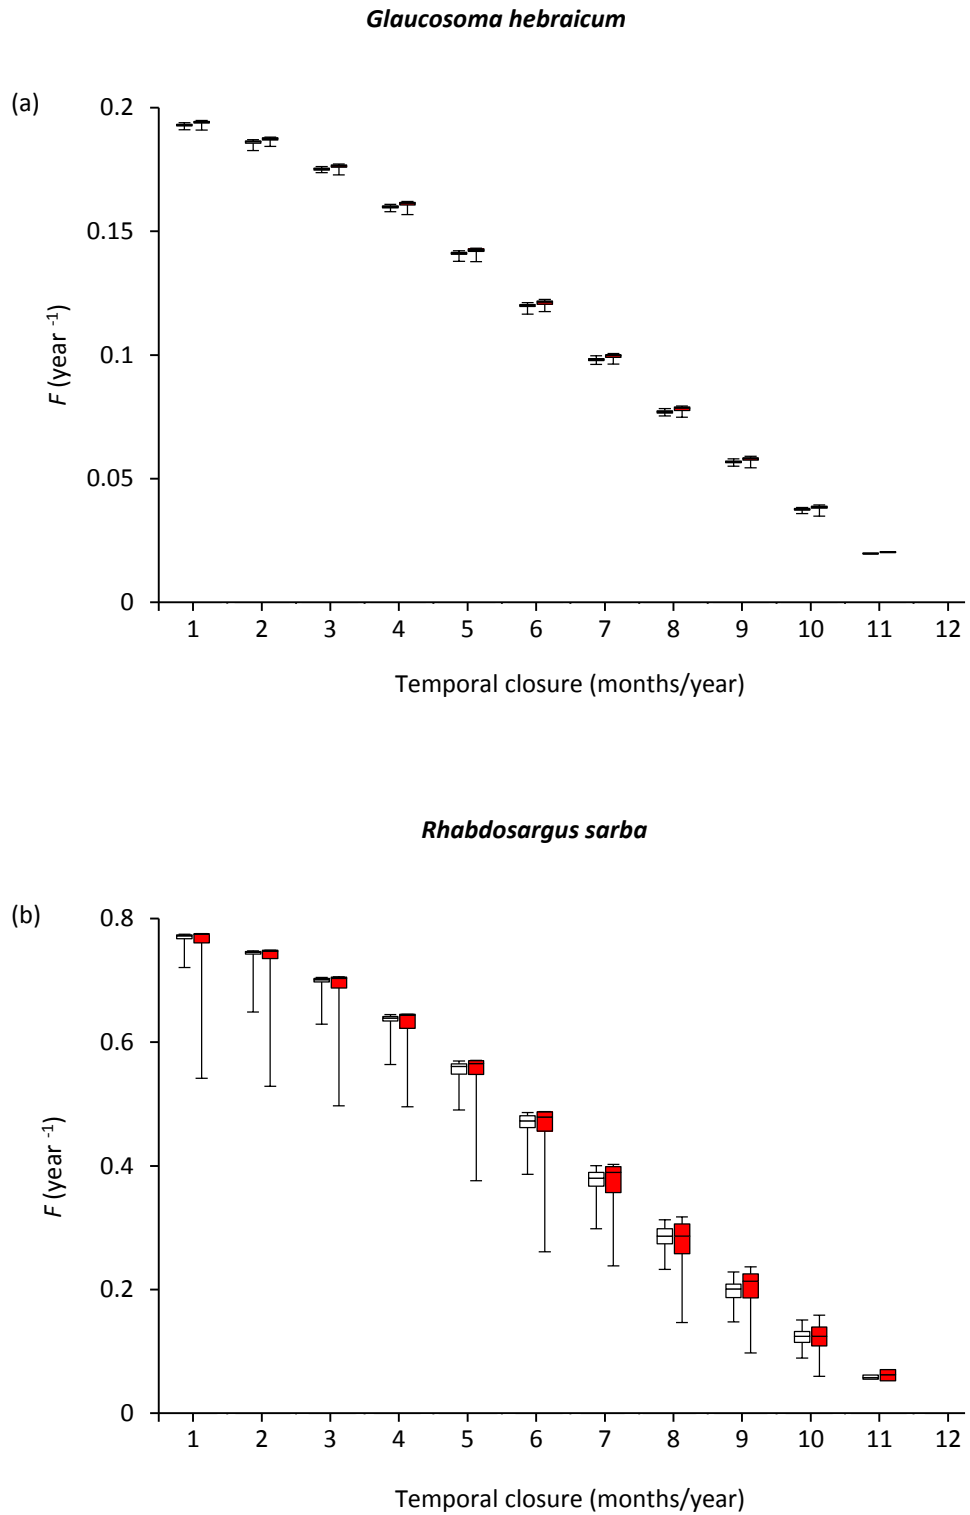 Glaucosoma hebraicum
(a)
0.2
0.15
0.1
0.05
0
F (year -1)
1 2 3 4 5 6 7 8 9 10 11 12
Temporal closure (months/year)
Rhabdosargus sarba
(b)
0.8
0.6
0.4
0.2
0
F (year -1)
1 2 3 4 5 6 7 8 9 10 11 12
Temporal closure (months/year)